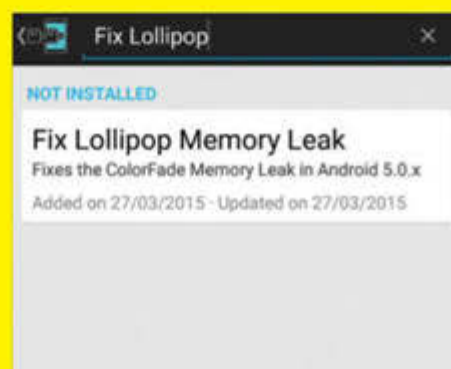 Fix Lollipop
NOT INSTALLED
Fix Lollipop Memory Leak
Fixes the ColorFade Memory Leak in Android 5.0.x
Added on 27/03/2015 · Updated on 27/03/2015